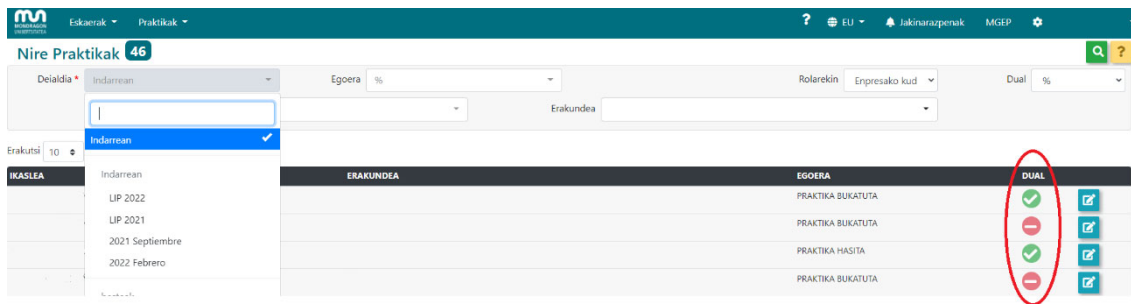 MONDRAGON
UNIBERTSITATEA
Eskaerak Praktikak ? EU Jakinarazpenak MGEP
Nire Praktikak 46 ?
Deialdia * Indarrean Egoera % Rolarekin Enpresako kud Dual %
Erakundea
Indarrean
Erakutsi 10
Indarrean
IKASLEA ERAKUNDEA EGOERA DUAL
LIP 2022 PRAKTIKA BUKATUTA
LIP 2021 PRAKTIKA BUKATUTA
2021 Septiembre
2022 Febrero PRAKTIKA HASITA
PRAKTIKA BUKATUTA